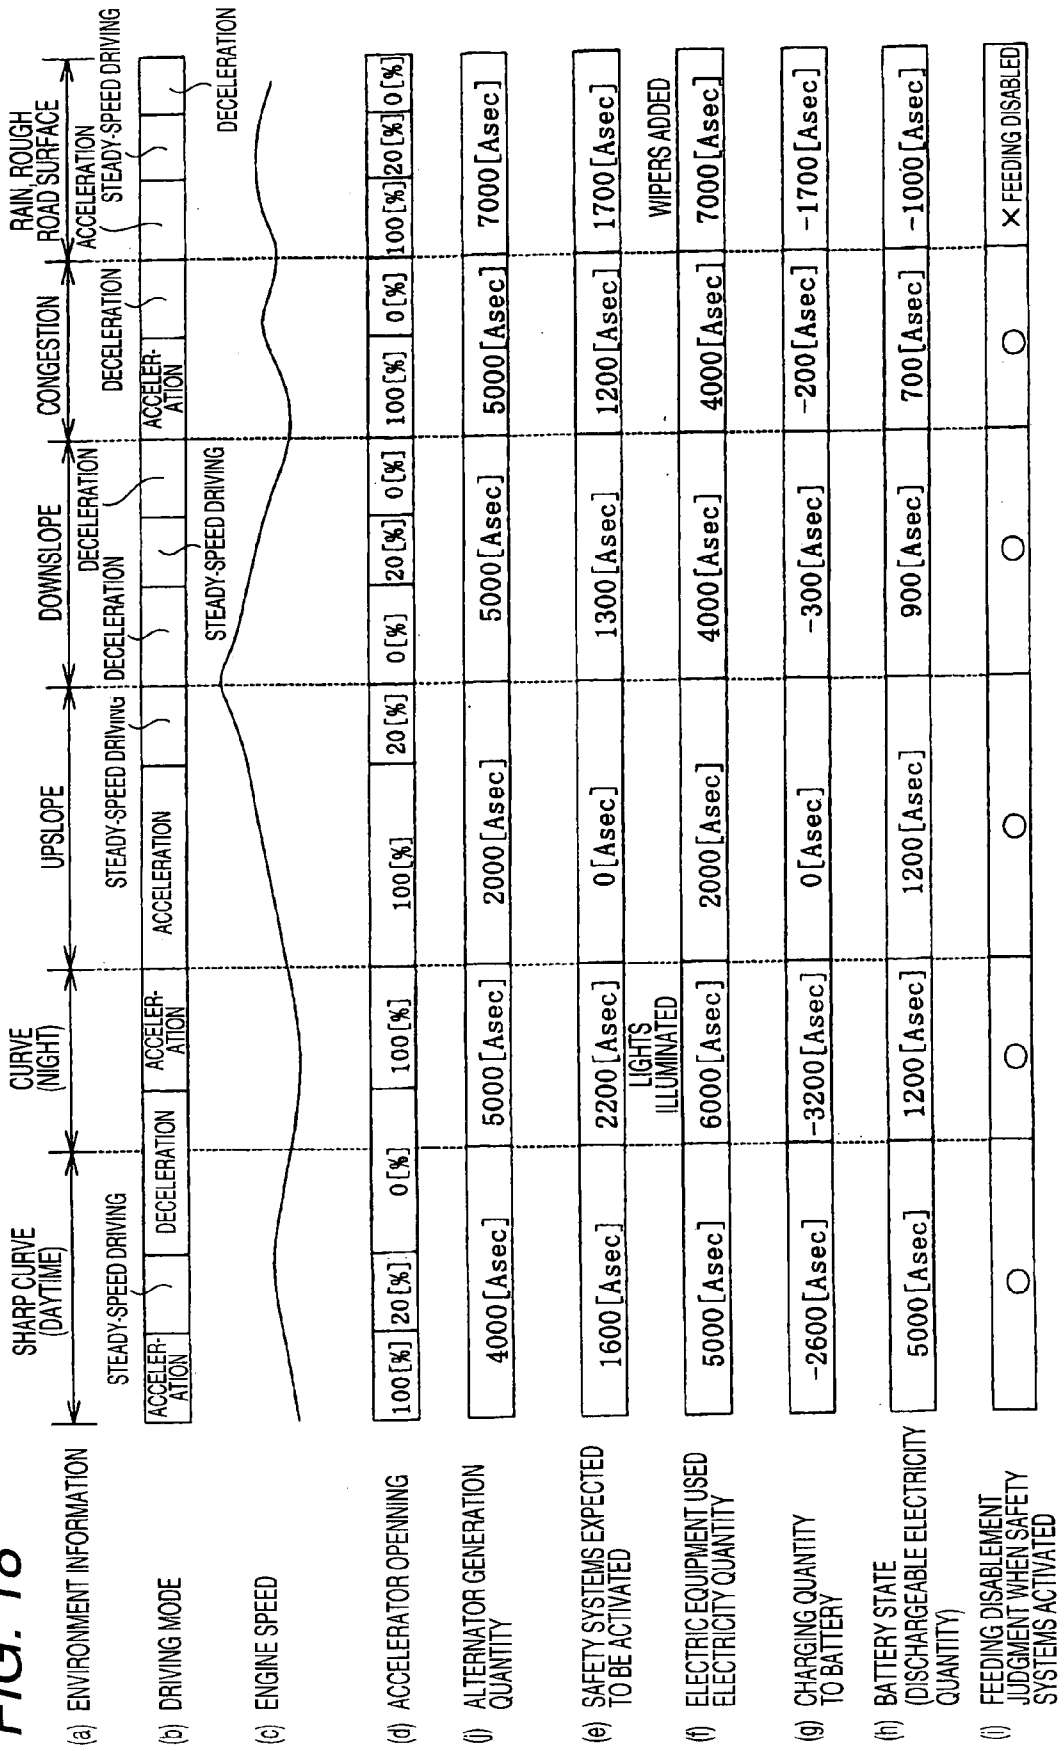 FIG. 18
(a) ENVIRONMENT INFORMATION
SHARP CURVE
(DAYTIME)
CURVE
(NIGHT)
UPSLOPE
DOWNSLOPE
CONGESTION
RAIN, ROUGH
ROAD SURFACE
(b) DRIVING MODE
STEADY-SPEED DRIVING
STEADY-SPEED DRIVING
DECELERATION
DECELERATION
DECELERATION
ACCELERATION
STEADY-SPEED DRIVING
ACCELER-
ATION
DECELERATION
ACCELER-
ATION
ACCELERATION
STEADY-SPEED DRIVING
ACCELER-
ATION
DECELERATION
(c) ENGINE SPEED
(d) ACCELERATOR OPENNING
100[%] 20[%] 0[%] 100[%] 100[%] 20[%] 0[%] 20[%] 0[%] 100[%] 0[%] 100[%] 20[%] 0[%]
(j) ALTERNATOR GENERATION
QUANTITY
4000[Asec] 5000[Asec] 2000[Asec] 5000[Asec] 5000[Asec] 7000[Asec]
(e) SAFETY SYSTEMS EXPECTED
TO BE ACTIVATED
1600[Asec] 2200[Asec] 0[Asec] 1300[Asec] 1200[Asec] 1700[Asec]
LIGHTS
ILLUMINATED
WIPERS ADDED
(f) ELECTRIC EQUIPMENT USED
ELECTRICITY QUANTITY
5000[Asec] 6000[Asec] 2000[Asec] 4000[Asec] 4000[Asec] 7000[Asec]
(g) CHARGING QUANTITY
TO BATTERY
-2600[Asec] -3200[Asec] 0[Asec] -300[Asec] -200[Asec] -1700[Asec]
(h) BATTERY STATE
(DISCHARGEABLE ELECTRICITY
QUANTITY)
5000[Asec] 1200[Asec] 1200[Asec] 900[Asec] 700[Asec] -1000[Asec]
(i) FEEDING DISABLEMENT
JUDGMENT WHEN SAFETY
SYSTEMS ACTIVATED
○ ○ ○ ○ ○ × FEEDING DISABLED